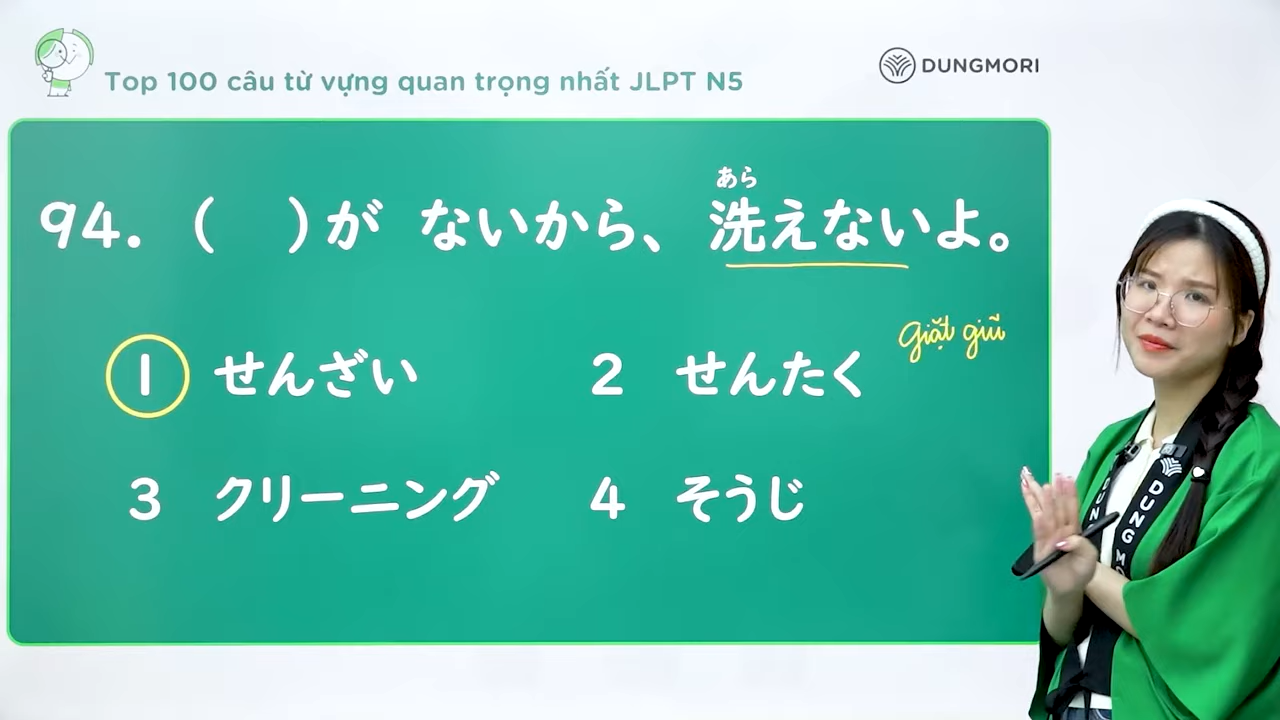 Top 100 câu từ vựng quan trọng nhất JLPT N5
DUNGMORI
あら
94. ( )が ないから、 洗えないよ。
giặt giũ
1 せんざい
2 せんたく
3 クリーニング
4 そうじ
DUNG MO
DUN